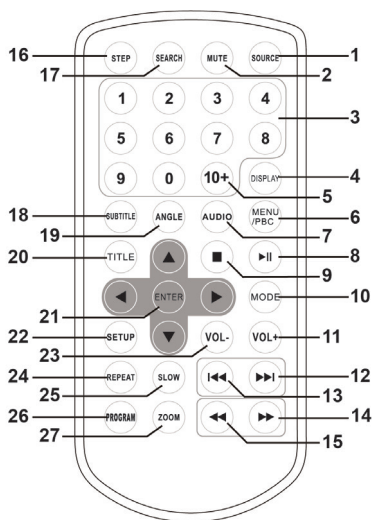 16 STEP SEARCH MUTE SOURCE 1
17 2
1 2 3 4
3
5 6 7 8
9 0 10+ DISPLAY 4
5
18 SUBTITLE ANGLE AUDIO MENU /PBC 6
19 7
20 TITLE 8
9
ENTER MODE 10
21
22 SETUP VOL- VOL+ 11
23
24 REPEAT SLOW 12
25 13
26 PROGRAM ZOOM 14
27 15